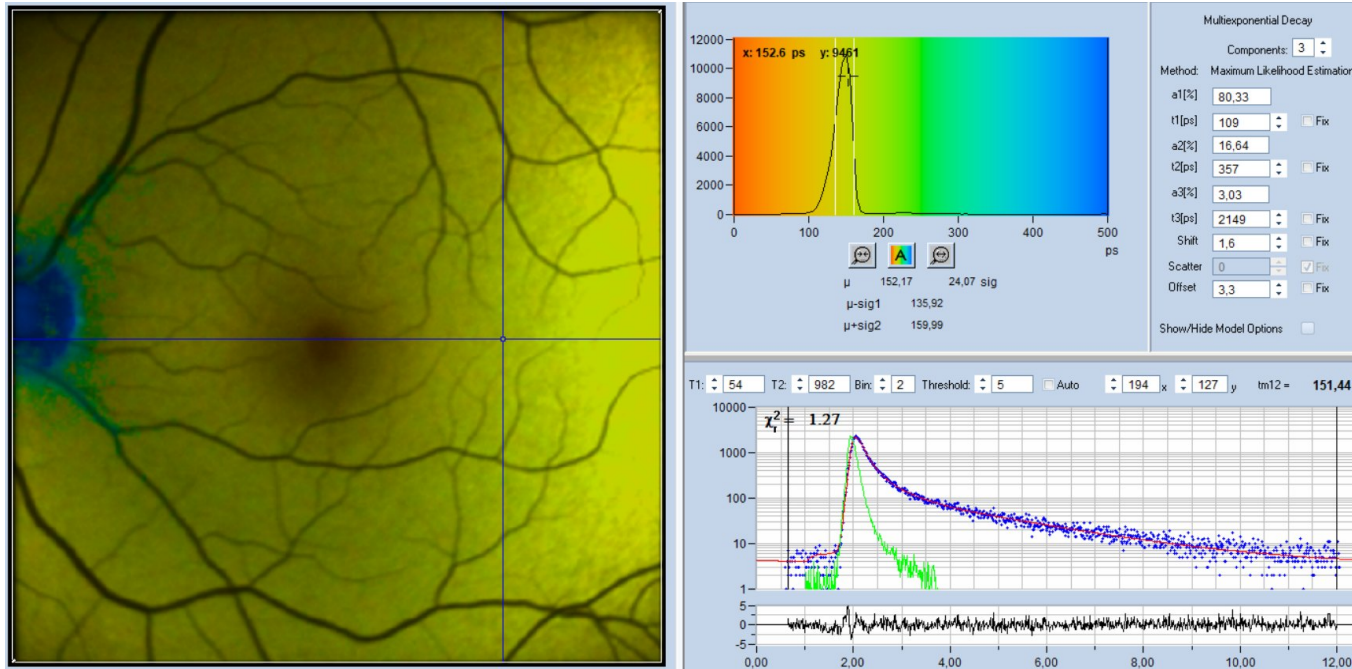 x: 152.6 ps y: 9461
12000
10000
8000
6000
4000
2000
0
0 100 200 300 400 500
ps
A
μ 152,17 24,07 sig
μ-sig1 135,92
μ+sig2 159,99
Multiexponential Decay
Components: 3
Method: Maximum Likelihood Estimation
a1[%] 80,33
t1[ps] 109 Fix
a2[%] 16,64
t2[ps] 357 Fix
a3[%] 3,03
t3[ps] 2149 Fix
Shift 1,6 Fix
Scatter 0 Fix
Offset 3,3 Fix
Show/Hide Model Options
T1: 54 T2: 982 Bin: 2 Threshold: 5 Auto 194 x 127 y tm12 = 151,44
χ²r = 1.27
10000
1000
100
10
1
5
0
-5
0,00 2,00 4,00 6,00 8,00 10,00 12,00